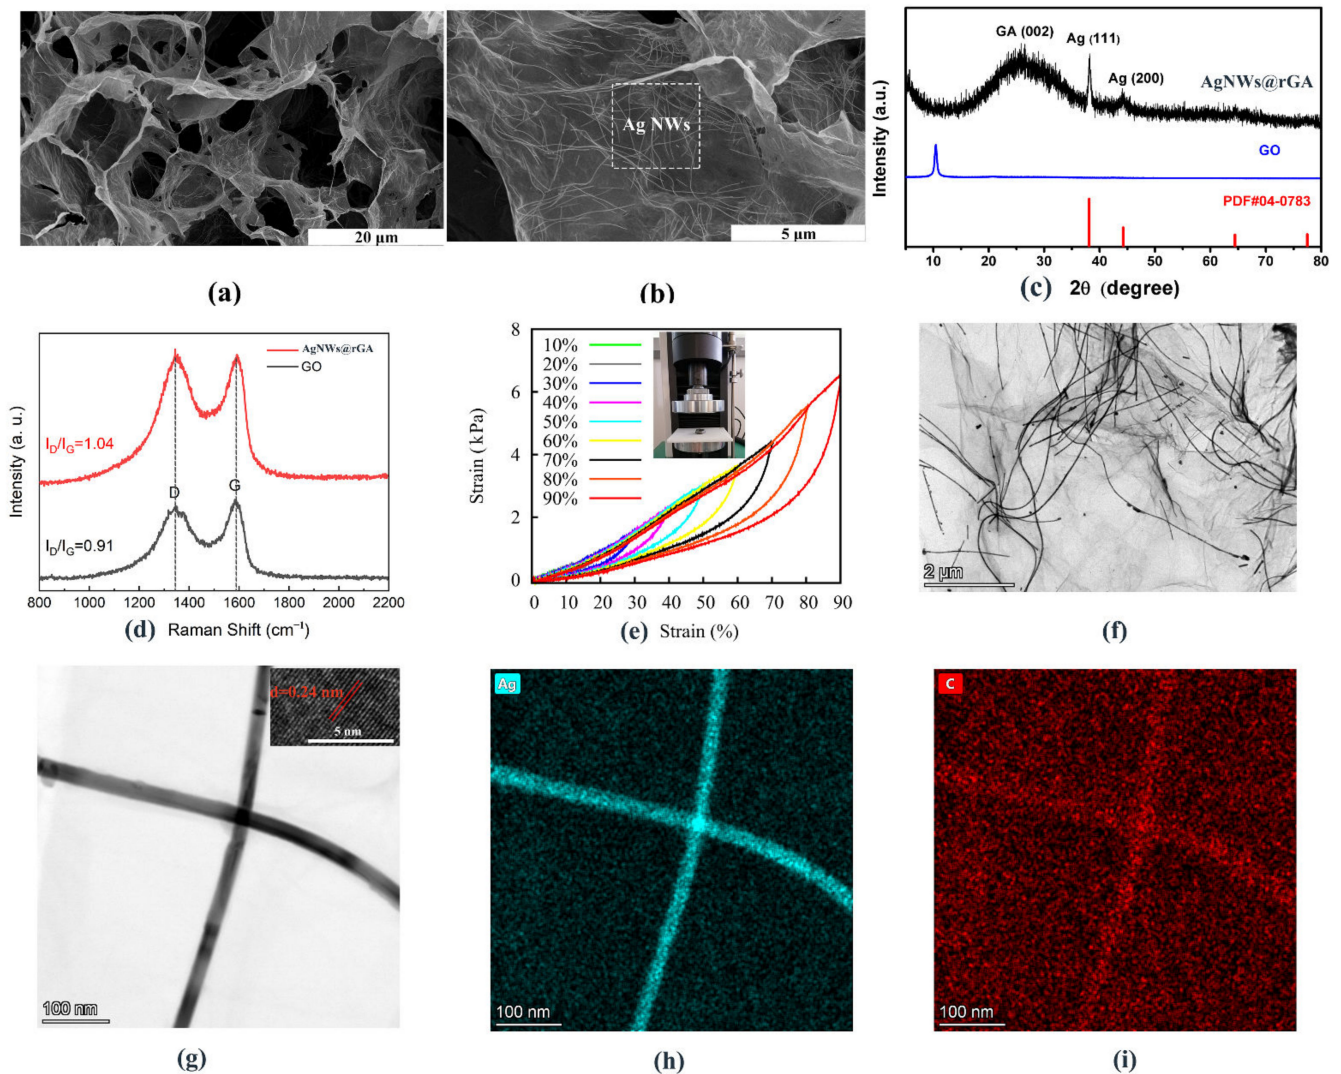 Ag NWs
20 μm
5 μm
(a)
(b)
GA (002)
Ag (111)
Ag (200)
AgNWs@rGA
GO
PDF#04-0783
Intensity (a.u.)
10 20 30 40 50 60 70 80
(c) 2θ (degree)
AgNWs@rGA
GO
I_D/I_G=1.04
D
G
I_D/I_G=0.91
Intensity (a. u.)
800 1000 1200 1400 1600 1800 2000 2200
(d) Raman Shift (cm⁻¹)
8
6
4
2
0
Strain (kPa)
10%
20%
30%
40%
50%
60%
70%
80%
90%
0 10 20 30 40 50 60 70 80 90
(e) Strain (%)
2 μm
(f)
d=0.24 nm
5 nm
100 nm
(g)
Ag
100 nm
(h)
C
100 nm
(i)